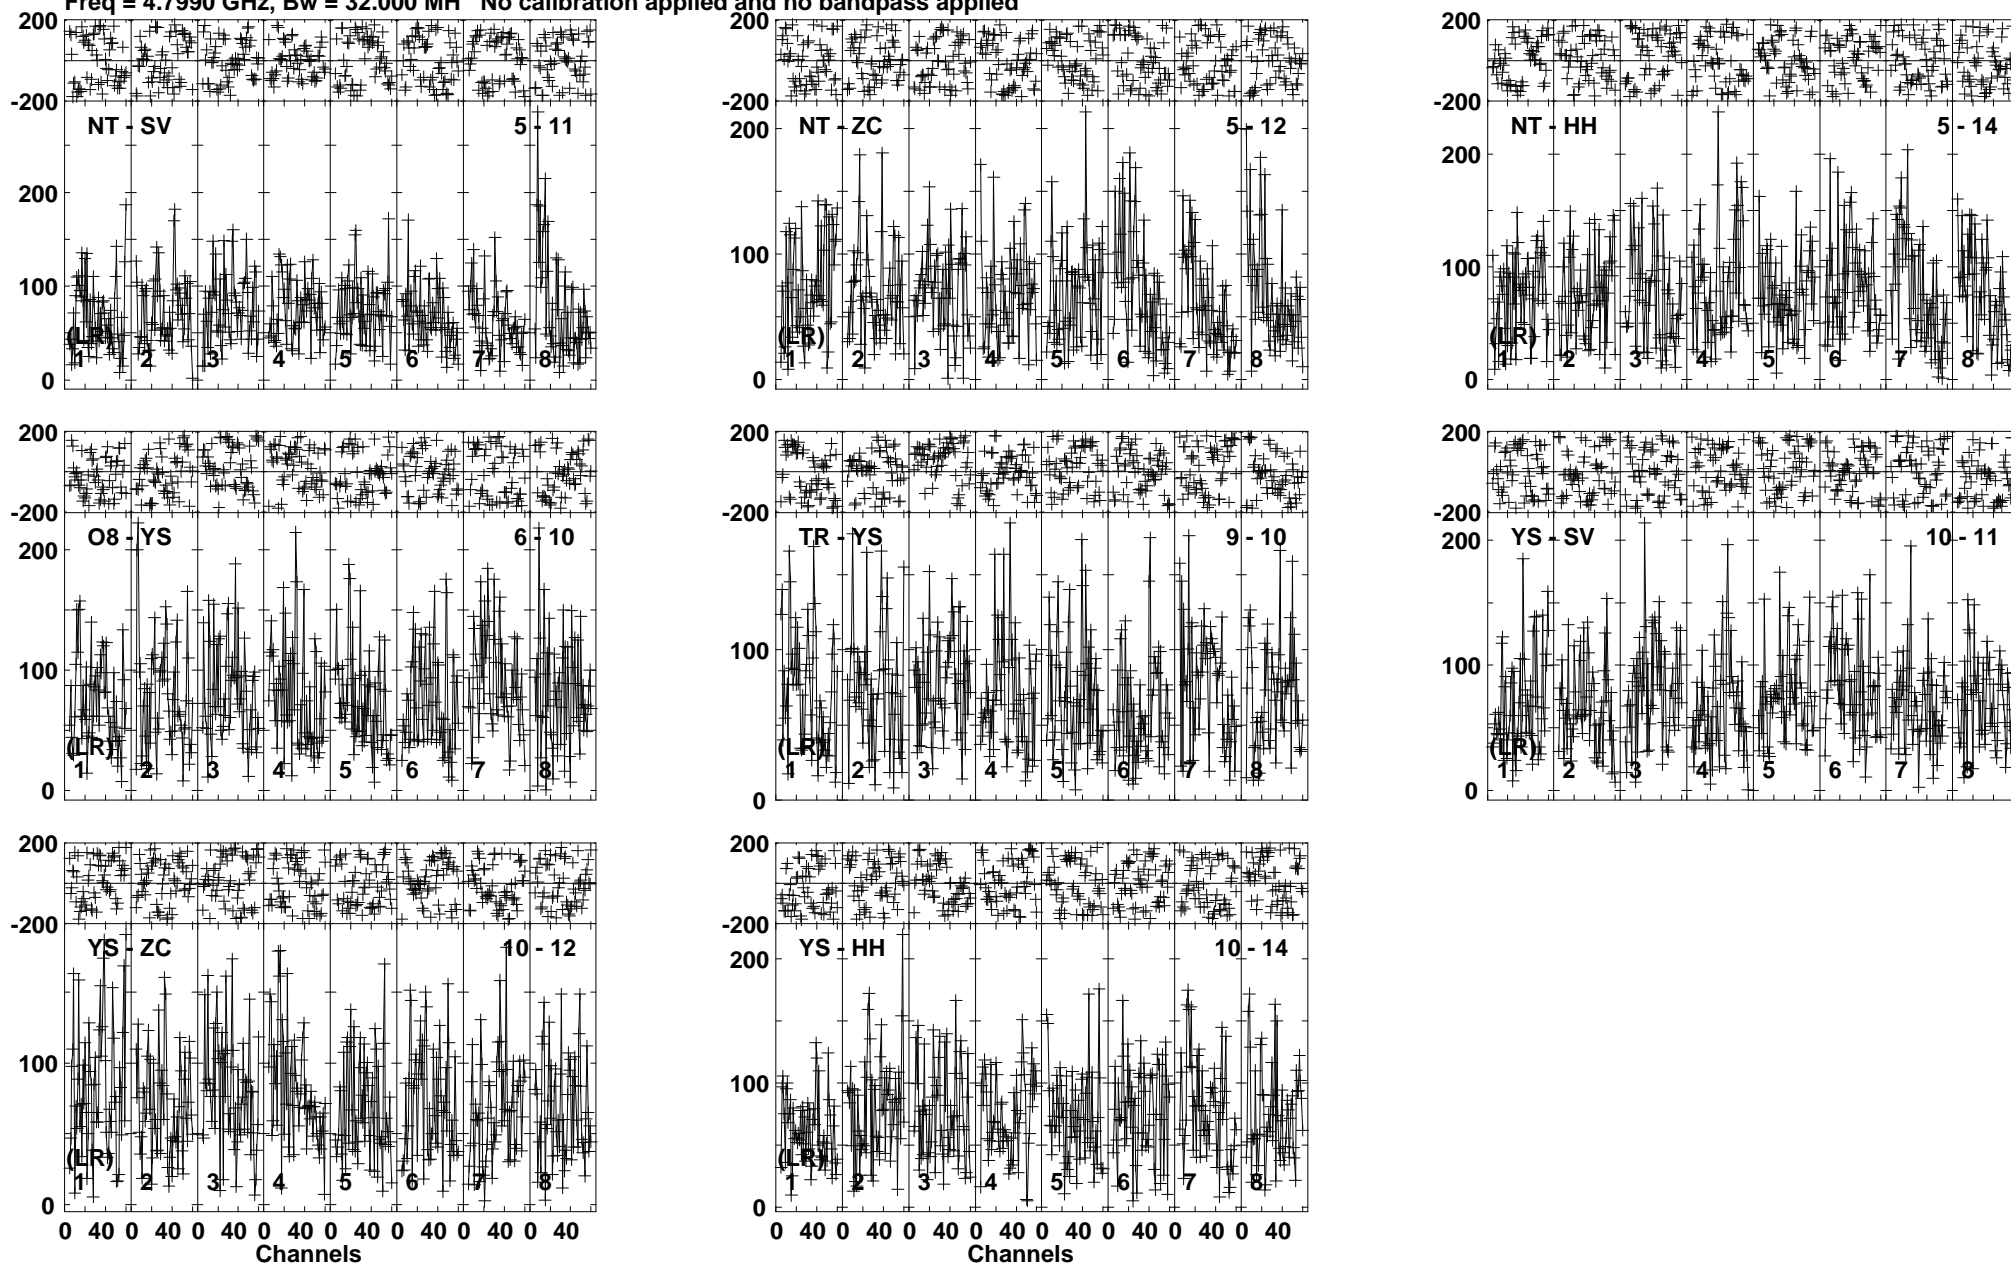 Freq = 4.7990 GHz, Bw = 32.000 MH No calibration applied and no bandpass applied
200 200 200
-200 -200 -200
NT - SV 5 - 11 NT - ZC 5 - 12 NT - HH 5 - 14
200 200 200
100 100 100
(LR) (LR) (LR)
1 2 3 4 5 6 7 8 1 2 3 4 5 6 7 8 1 2 3 4 5 6 7 8
0 0 0
200 200 200
-200 -200 -200
O8 - YS 6 - 10 TR - YS 9 - 10 YS - SV 10 - 11
200 200
100 100 100
(LR) (LR) (LR)
1 2 3 4 5 6 7 8 1 2 3 4 5 6 7 8 1 2 3 4 5 6 7 8
0 0 0
200 200
-200 -200
YS - ZC 10 - 12 YS - HH 10 - 14
200
100 100
(LR) (LR)
1 2 3 4 5 6 7 8 1 2 3 4 5 6 7 8
0 0
0 40 0 40 0 40 0 40 0 40 0 40 0 40 0 40 0 40 0 40 0 40 0 40 0 40 0 40 0 40 0 40
Channels Channels